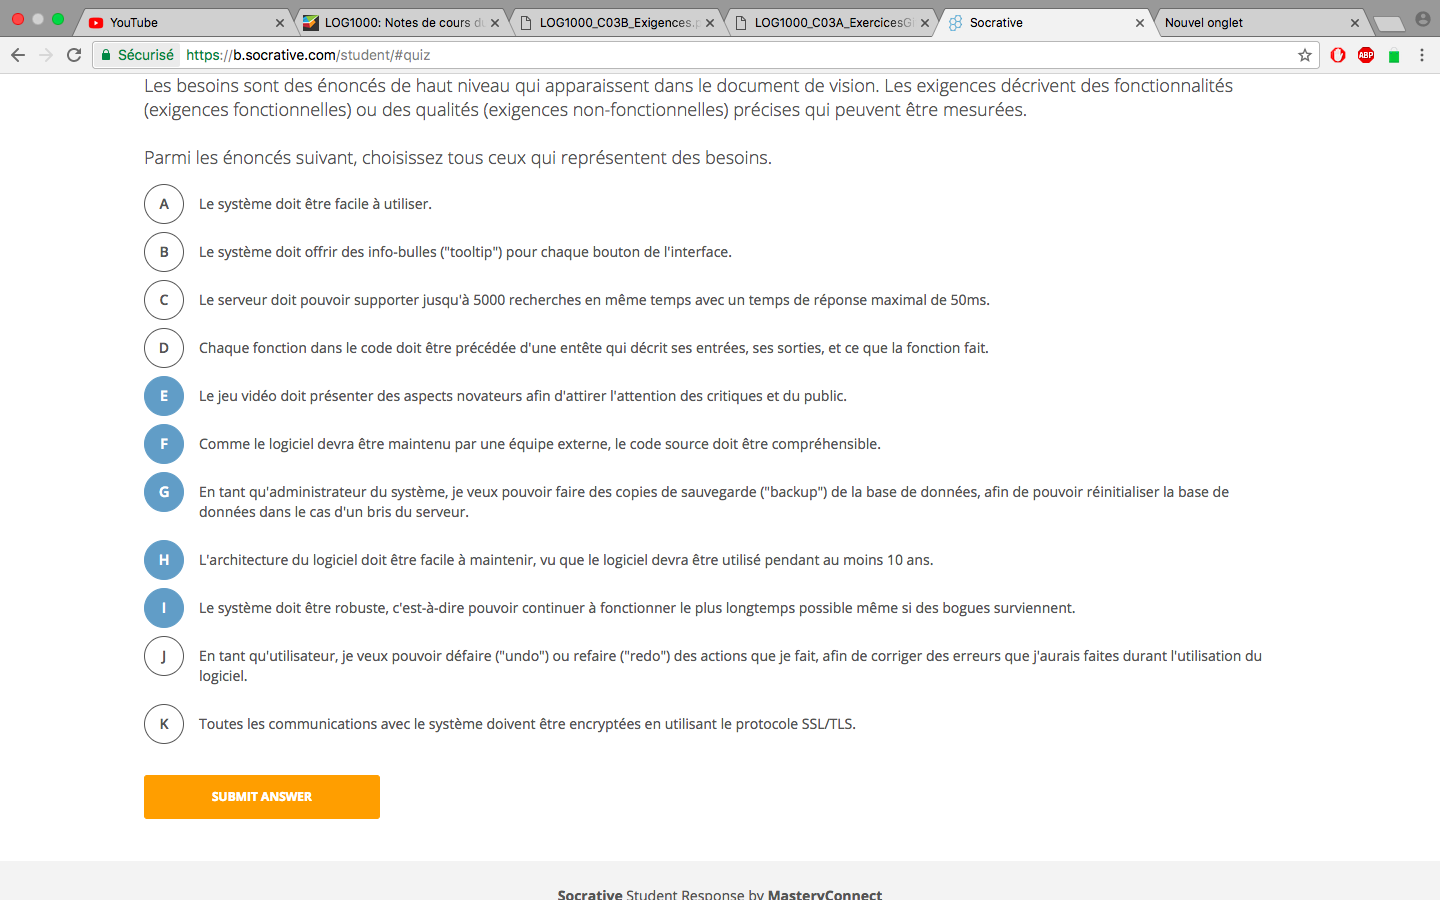 YouTube
LOG1000: Notes de cours du
LOG1000_C03B_Exigences.p
LOG1000_C03A_ExercicesGi
Socrative
Nouvel onglet
Sécurisé https://b.socrative.com/student/#quiz
ABP
Les besoins sont des énoncés de haut niveau qui apparaissent dans le document de vision. Les exigences décrivent des fonctionnalités
(exigences fonctionnelles) ou des qualités (exigences non-fonctionnelles) précises qui peuvent être mesurées.
Parmi les énoncés suivant, choisissez tous ceux qui représentent des besoins.
A Le système doit être facile à utiliser.
B Le système doit offrir des info-bulles ("tooltip") pour chaque bouton de l'interface.
C Le serveur doit pouvoir supporter jusqu'à 5000 recherches en même temps avec un temps de réponse maximal de 50ms.
D Chaque fonction dans le code doit être précédée d'une entête qui décrit ses entrées, ses sorties, et ce que la fonction fait.
E Le jeu vidéo doit présenter des aspects novateurs afin d'attirer l'attention des critiques et du public.
F Comme le logiciel devra être maintenu par une équipe externe, le code source doit être compréhensible.
G En tant qu'administrateur du système, je veux pouvoir faire des copies de sauvegarde ("backup") de la base de données, afin de pouvoir réinitialiser la base de
données dans le cas d'un bris du serveur.
H L'architecture du logiciel doit être facile à maintenir, vu que le logiciel devra être utilisé pendant au moins 10 ans.
I Le système doit être robuste, c'est-à-dire pouvoir continuer à fonctionner le plus longtemps possible même si des bogues surviennent.
J En tant qu'utilisateur, je veux pouvoir défaire ("undo") ou refaire ("redo") des actions que je fait, afin de corriger des erreurs que j'aurais faites durant l'utilisation du
logiciel.
K Toutes les communications avec le système doivent être encryptées en utilisant le protocole SSL/TLS.
SUBMIT ANSWER
Socrative Student Response by MasteryConnect